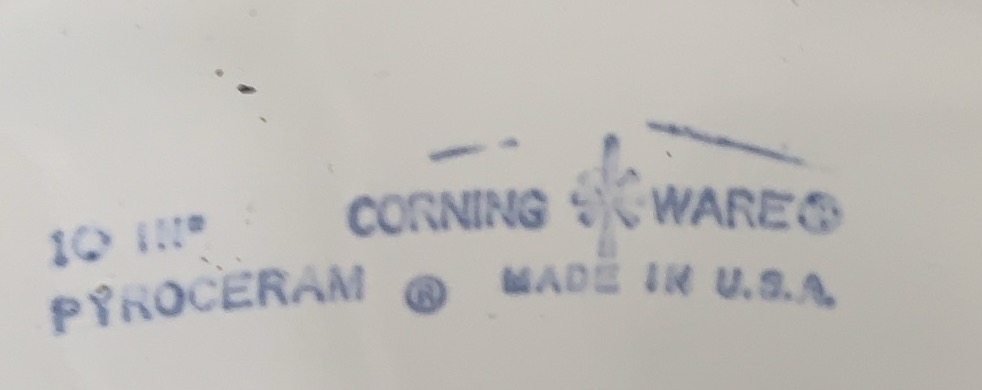 CORNING WARE®
10 IN
PYROCERAM ® MADE IN U.S.A.